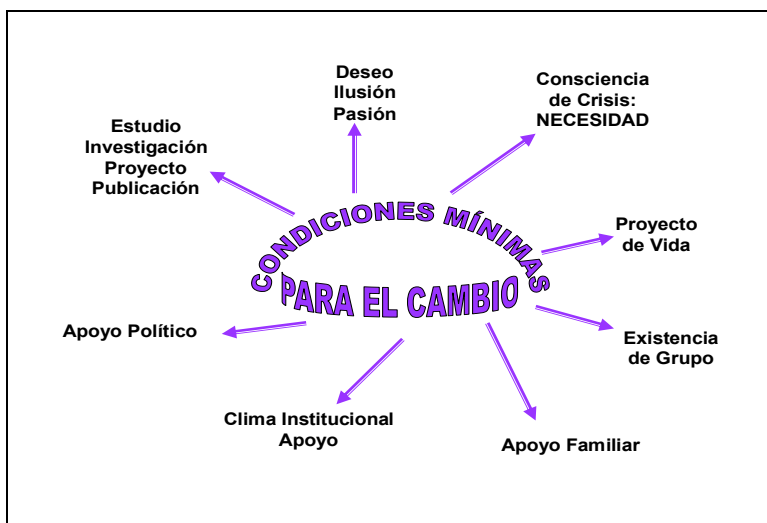 Deseo
Ilusión
Pasión
Consciencia
de Crisis:
NECESIDAD
Estudio
Investigación
Proyecto
Publicación
CONDICIONES MÍNIMAS
PARA EL CAMBIO
Proyecto
de Vida
Apoyo Político
Existencia
de Grupo
Clima Institucional
Apoyo
Apoyo Familiar